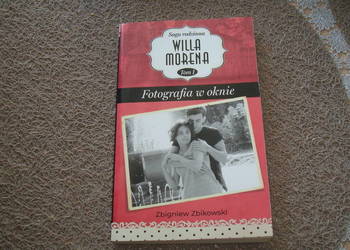 Saga rodzinna
WILLA
MORENA
Tom I
Fotografia w oknie
Zbigniew Zbikowski